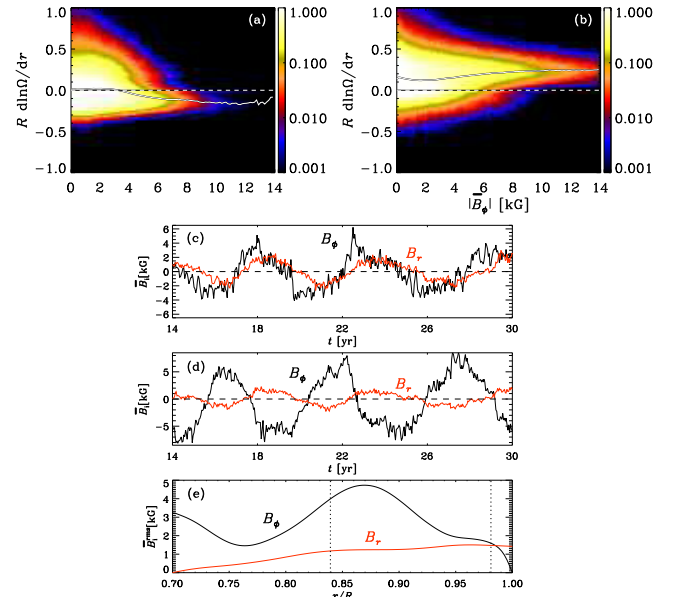 (a)
(b)
1.0
0.5
0.0
−0.5
−1.0
R dlnΩ/dr
0 2 4 6 8 10 12 14
1.000
0.100
0.010
0.001
1.0
0.5
0.0
−0.5
−1.0
R dlnΩ/dr
0 2 4 6 8 10 12 14
|B̅ϕ| [kG]
1.000
0.100
0.010
0.001
(c)
Bϕ
Br
B̅i[kG]
6
4
2
0
−2
−4
−6
14 18 22 26 30
t [yr]
(d)
Bϕ
Br
B̅i[kG]
5
0
−5
14 18 22 26 30
t [yr]
(e)
Bϕ
Br
B̅i^rms[kG]
5
4
3
2
1
0
0.70 0.75 0.80 0.85 0.90 0.95 1.00
r/R